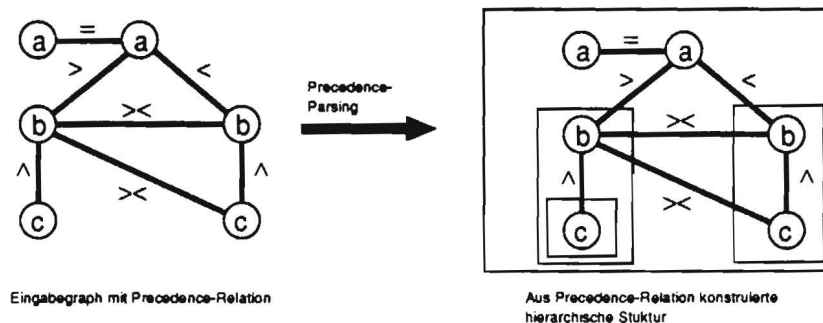 a = a
> <
b >< b
^ >< ^
c c
Precedence-
Parsing
a = a
> <
b >< b
^ >< ^
c c
Eingabegraph mit Precedence-Relation
Aus Precedence-Relation konstruierte
hierarchische Stuktur